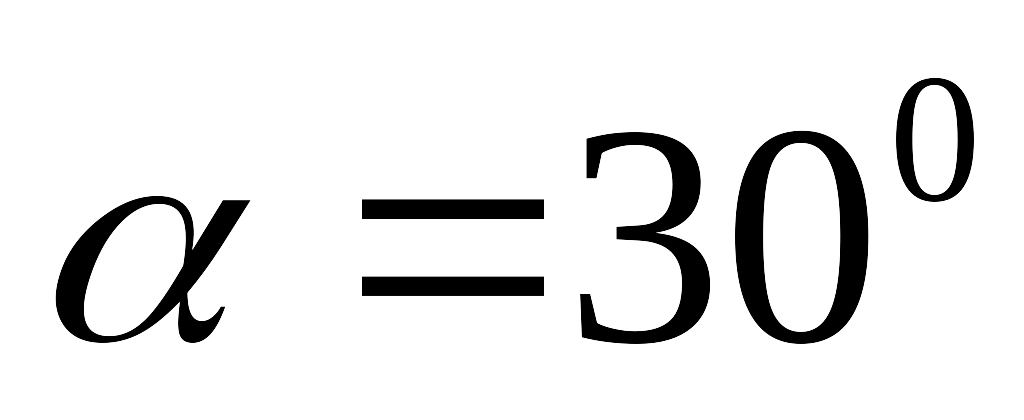 α = 30⁰